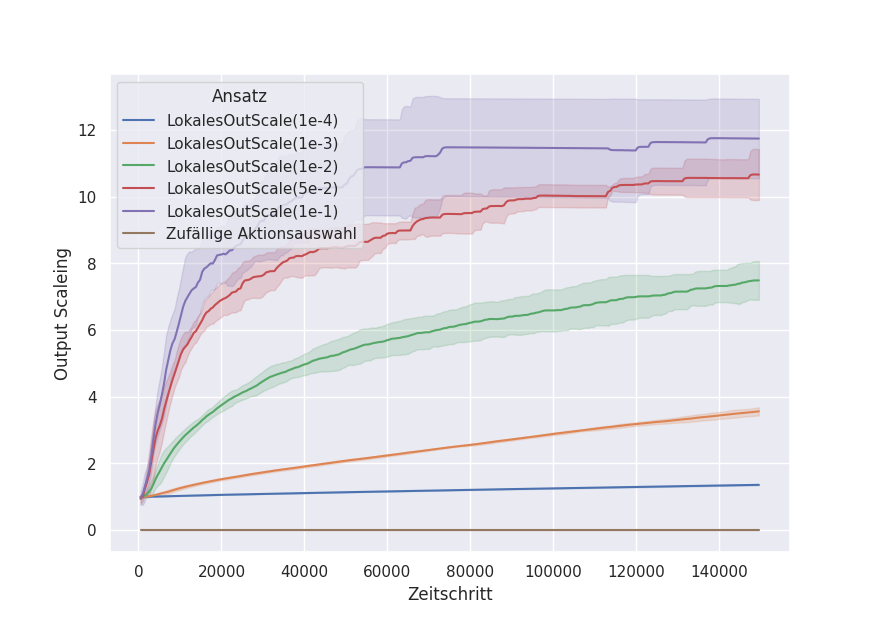 Ansatz
LokalesOutScale(1e-4)
LokalesOutScale(1e-3)
LokalesOutScale(1e-2)
LokalesOutScale(5e-2)
LokalesOutScale(1e-1)
Zufällige Aktionsauswahl
Output Scaleing
12
10
8
6
4
2
0
0 20000 40000 60000 80000 100000 120000 140000
Zeitschritt